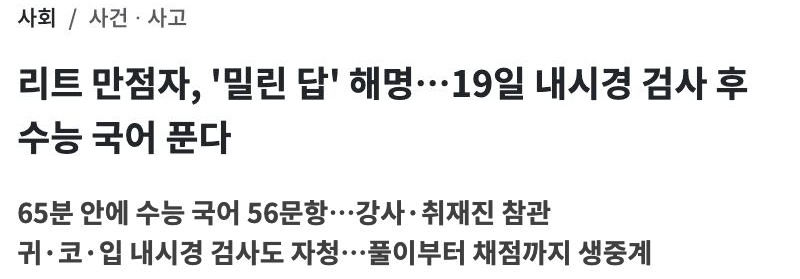 사회 / 사건 · 사고
리트 만점자, '밀린 답' 해명…19일 내시경 검사 후
수능 국어 푼다
65분 안에 수능 국어 56문항…강사·취재진 참관
귀·코·입 내시경 검사도 자청…풀이부터 채점까지 생중계